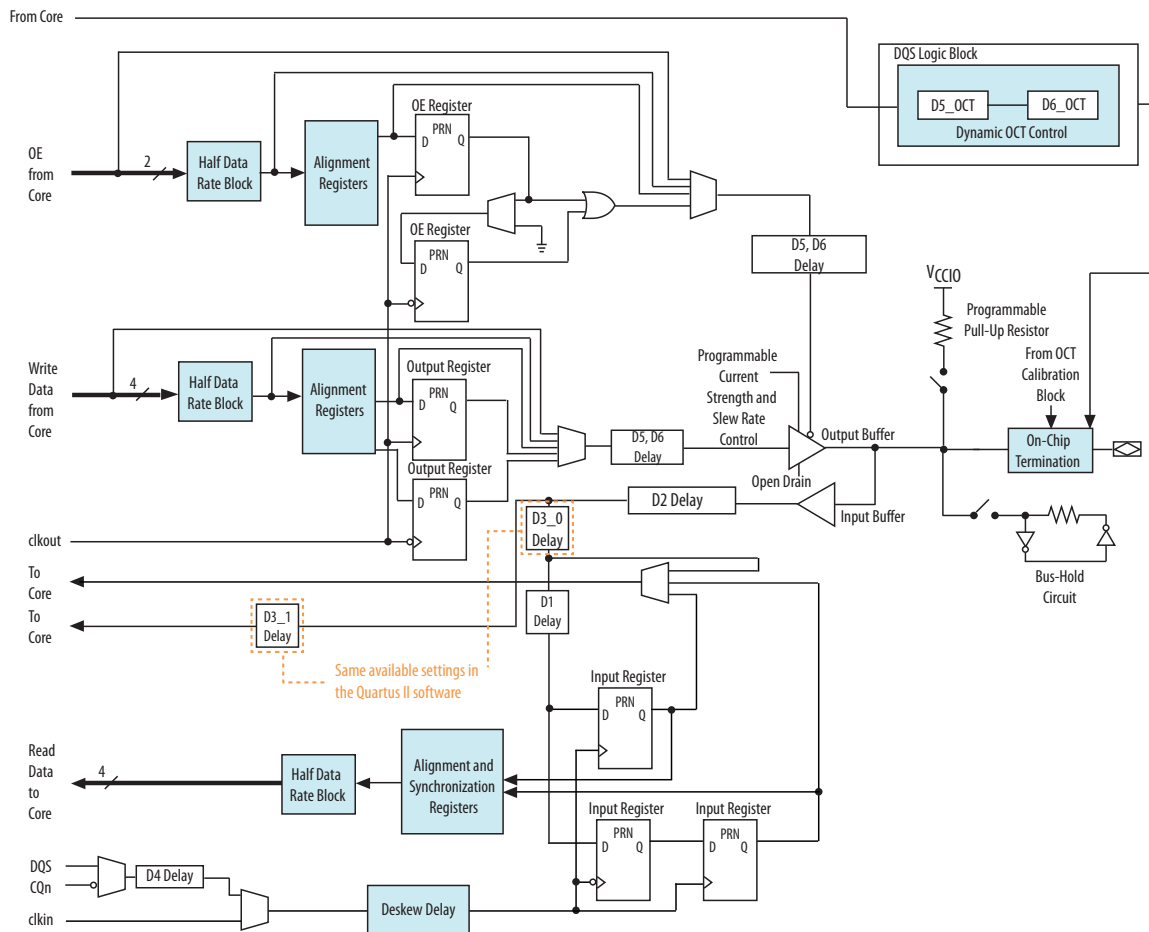 From Core
DQS Logic Block
D5_OCT
D6_OCT
Dynamic OCT Control
OE Register
PRN
D
Q
OE
from
Core
2
Half Data
Rate Block
Alignment
Registers
OE Register
PRN
D
Q
D5, D6
Delay
VCCIO
Programmable
Pull-Up Resistor
From OCT
Calibration
Block
Write
Data
from
Core
4
Half Data
Rate Block
Alignment
Registers
Output Register
PRN
D
Q
Output Register
PRN
D
Q
D5, D6
Delay
Programmable
Current
Strength and
Slew Rate
Control
Output Buffer
Open Drain
On-Chip
Termination
D2 Delay
Input Buffer
D3_0
Delay
clkout
To
Core
To
Core
D3_1
Delay
D1
Delay
Bus-Hold
Circuit
Same available settings in
the Quartus II software
Input Register
PRN
D
Q
Read
Data
to
Core
4
Half Data
Rate Block
Alignment and
Synchronization
Registers
Input Register
PRN
D
Q
Input Register
PRN
D
Q
DQS
CQn
D4 Delay
clkin
Deskew Delay